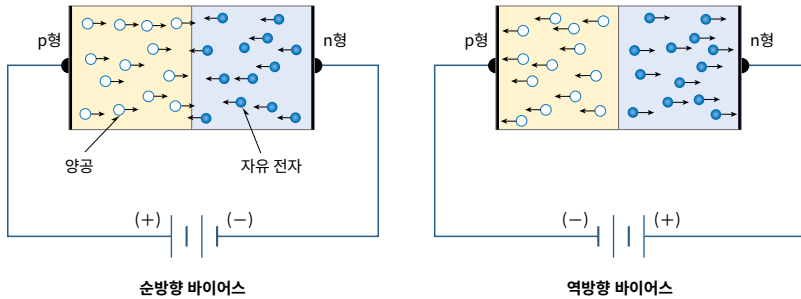 p형
n형
양공
자유 전자
(+)
(−)
순방향 바이어스
p형
n형
(−)
(+)
역방향 바이어스